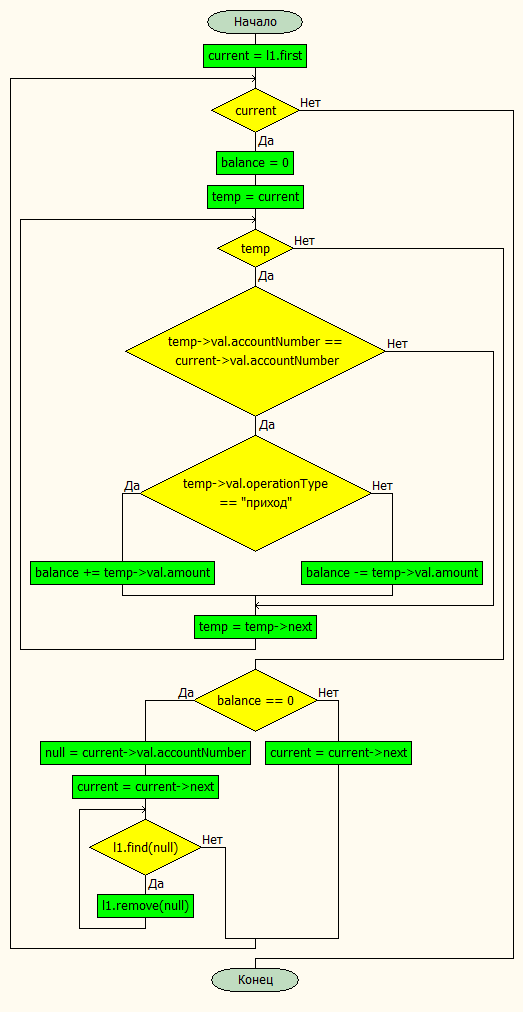 Начало
current = l1.first
current
Нет
Да
balance = 0
temp = current
temp
Нет
Да
temp->val.accountNumber ==
current->val.accountNumber
Нет
Да
temp->val.operationType
== "приход"
Да
Нет
balance += temp->val.amount
balance -= temp->val.amount
temp = temp->next
balance == 0
Да
Нет
null = current->val.accountNumber
current = current->next
current = current->next
l1.find(null)
Нет
Да
l1.remove(null)
Конец